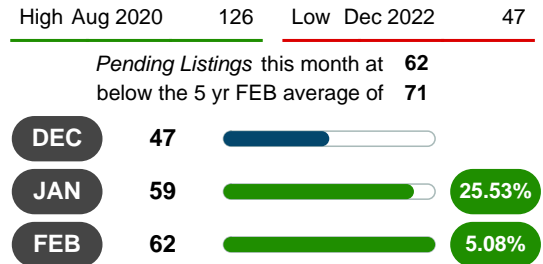 High Aug 2020 126 Low Dec 2022 47
Pending Listings this month at 62
below the 5 yr FEB average of 71
DEC 47
JAN 59 25.53%
FEB 62 5.08%